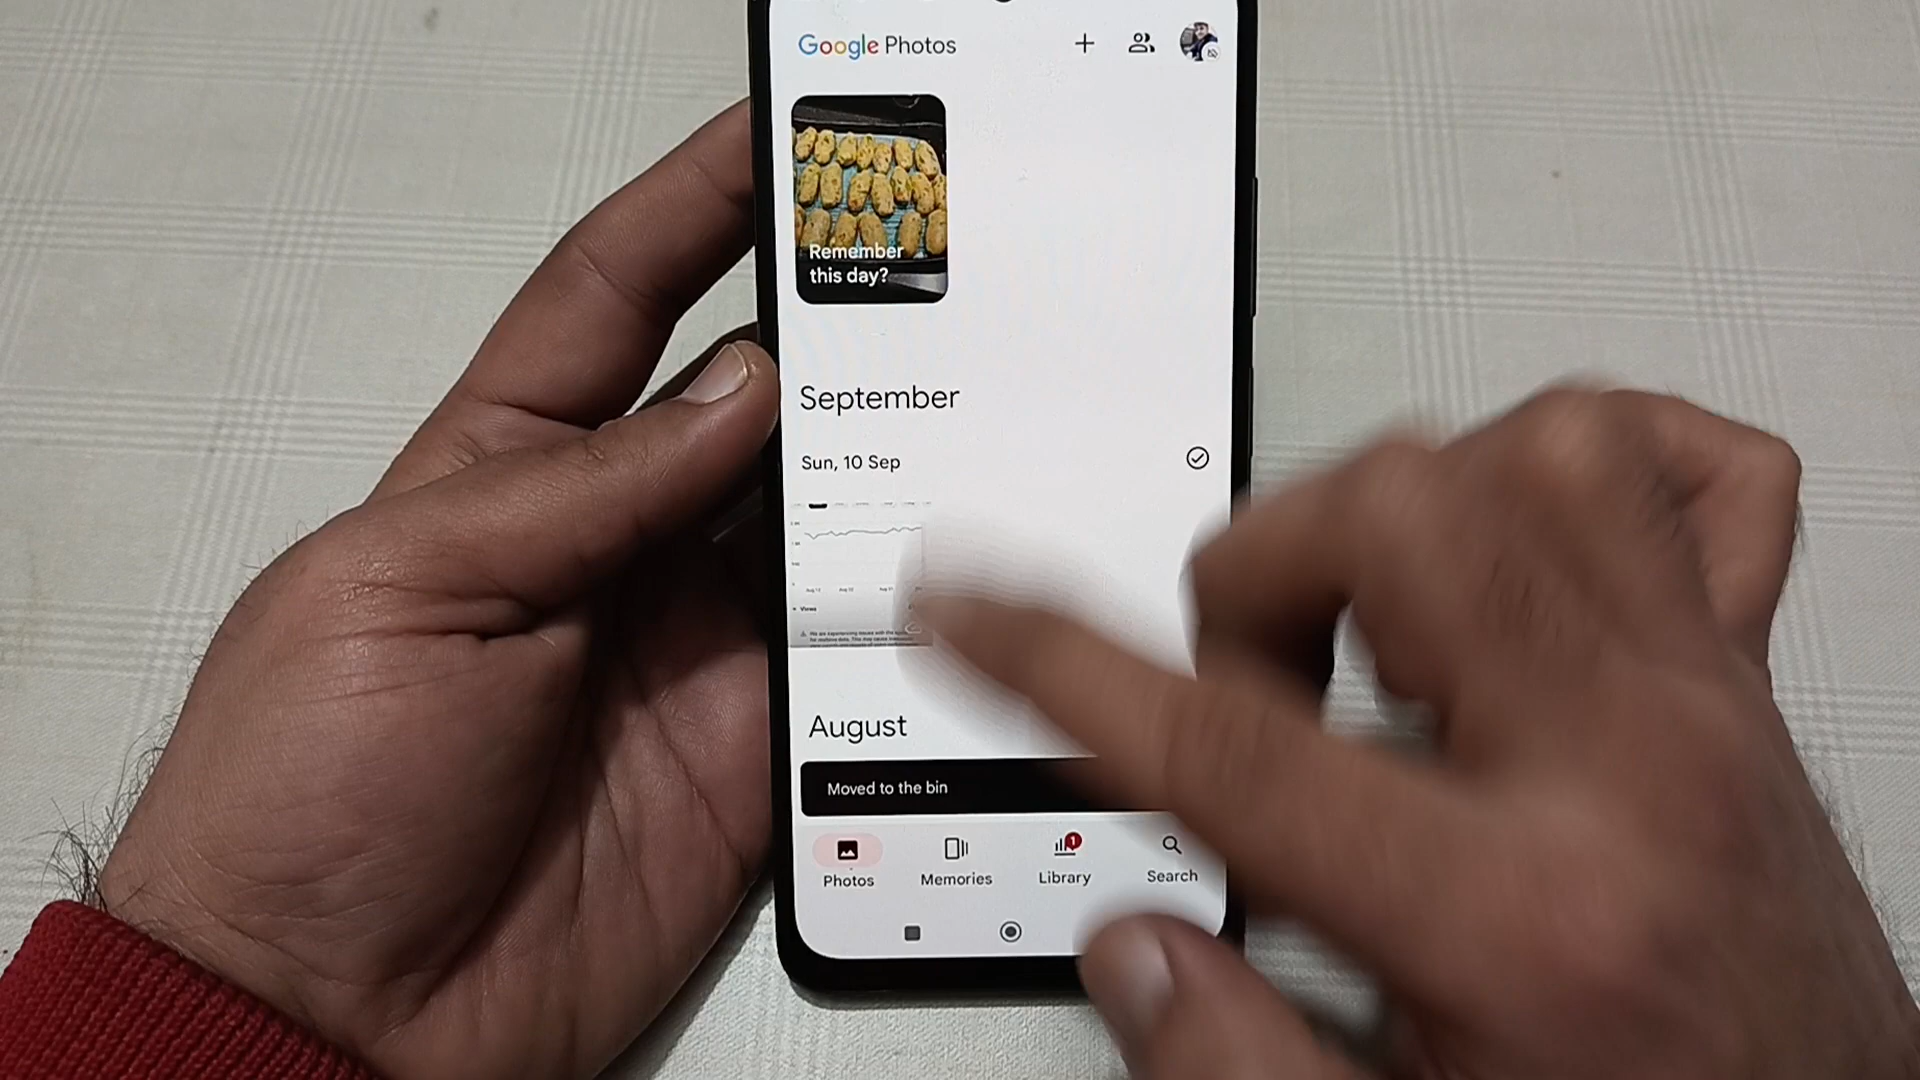 Google Photos
Remember
this day?
September
Sun, 10 Sep
Views
August
Moved to the bin
1
Photos
Memories
Library
Search